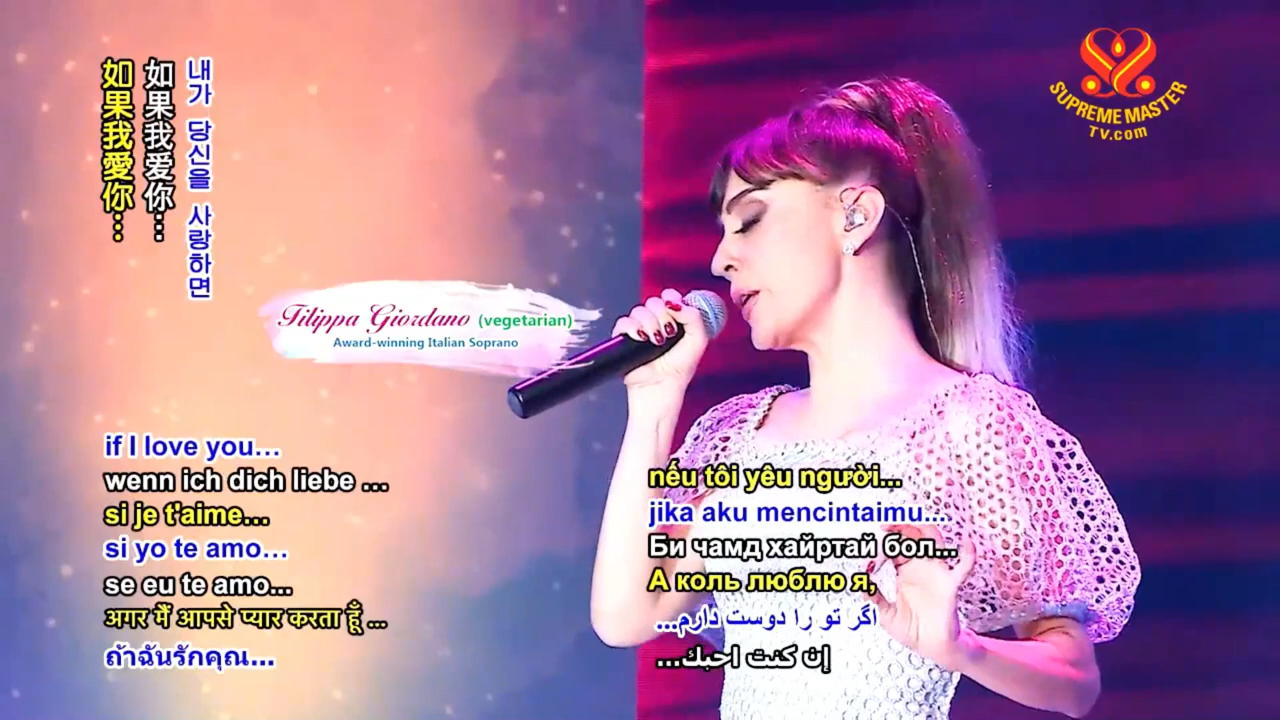 如果我愛你…
如果我爱你…
내가 당신을 사랑하면
SUPREME MASTER
TV.com
Filippa Giordano (vegetarian)
Award-winning Italian Soprano
if I love you…
wenn ich dich liebe ...
si je t'aime...
si yo te amo…
se eu te amo...
अगर मैं आपसे प्यार करता हूँ ...
ถ้าฉันรักคุณ...
nếu tôi yêu người...
jika aku mencintaimu...
Би чамд хайртай бол...
А коль люблю я,
اگر تو را دوست دارم...
إن كنت احبك...